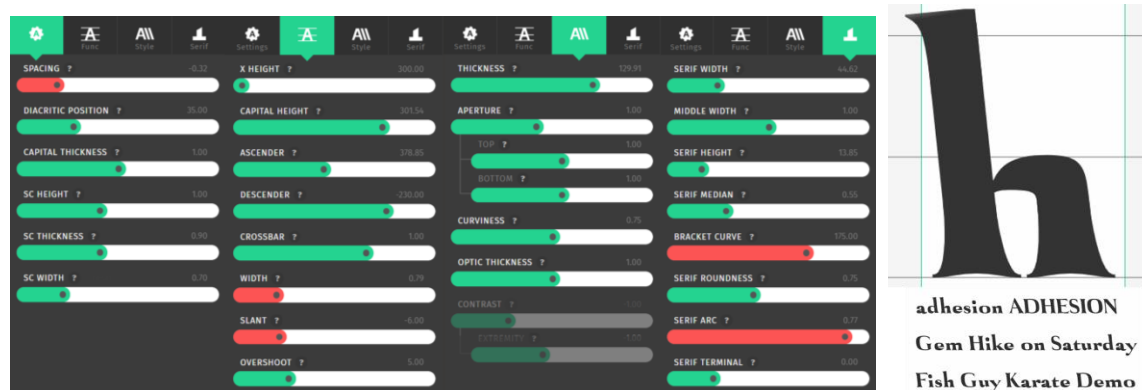 Func Style Serif
SPACING ? -0.32
DIACRITIC POSITION ? 35.00
CAPITAL THICKNESS ? 1.00
SC HEIGHT ? 1.00
SC THICKNESS ? 0.90
SC WIDTH ? 0.70
Settings Style Serif
X HEIGHT ? 300.00
CAPITAL HEIGHT ? 301.54
ASCENDER ? 378.85
DESCENDER ? -230.00
CROSSBAR ? 1.00
WIDTH ? 0.79
SLANT ? -6.00
OVERSHOOT ? 5.00
Settings Func Serif
THICKNESS ? 129.91
APERTURE ? 1.00
TOP ? 1.00
BOTTOM ? 1.00
CURVINESS ? 0.75
OPTIC THICKNESS ? 1.00
CONTRAST ?
EXTREMITY ? 1.00
Settings Func Style
SERIF WIDTH ? 44.62
MIDDLE WIDTH ? 1.00
SERIF HEIGHT ? 13.85
SERIF MEDIAN ? 0.55
BRACKET CURVE ? 175.00
SERIF ROUNDNESS ? 0.75
SERIF ARC ? 0.77
SERIF TERMINAL ? 0.00
h
adhesion ADHESION
Gem Hike on Saturday
Fish Guy Karate Demo